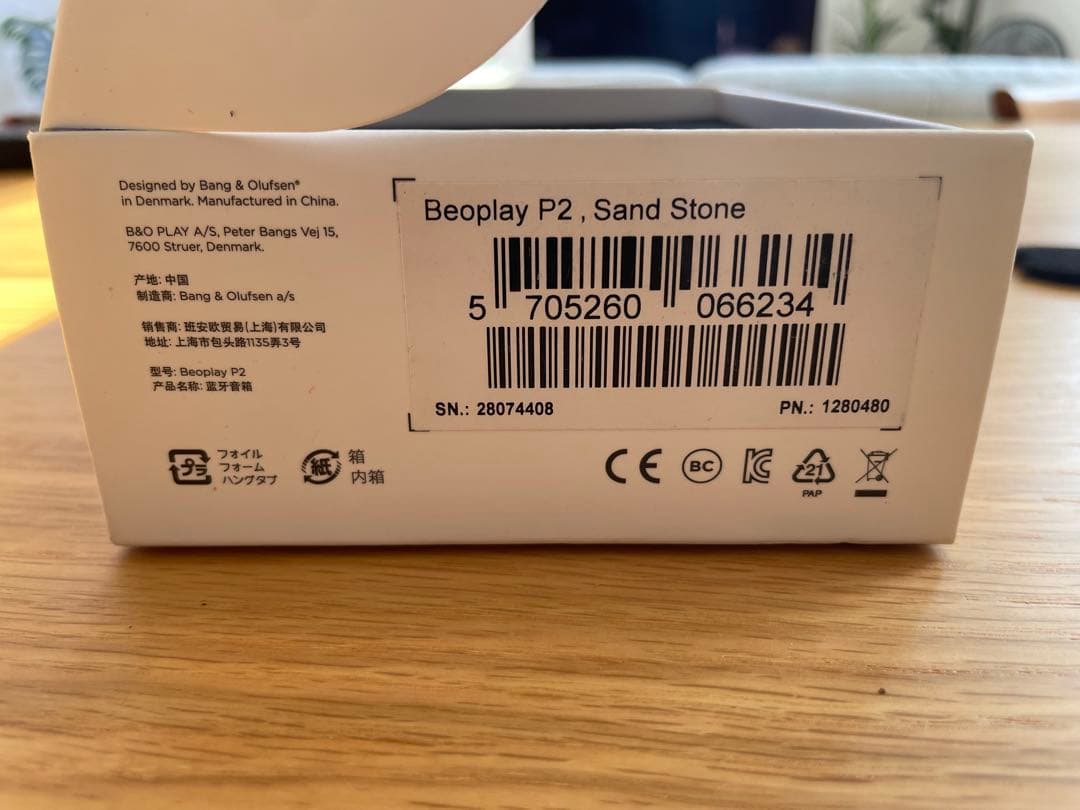 Designed by Bang & Olufsen®
in Denmark. Manufactured in China.
B&O PLAY A/S, Peter Bangs Vej 15,
7600 Struer, Denmark.
产地: 中国
制造商: Bang & Olufsen a/s
销售商: 班安欧贸易(上海)有限公司
地址: 上海市包头路1135弄3号
型号: Beoplay P2
产品名称: 蓝牙音箱
Beoplay P2 , Sand Stone
5 705260 066234
SN.: 28074408 PN.: 1280480
プラ
フォイル
フォーム
ハングタブ
紙
箱
内箱
CE
BC
KC
21
PAP